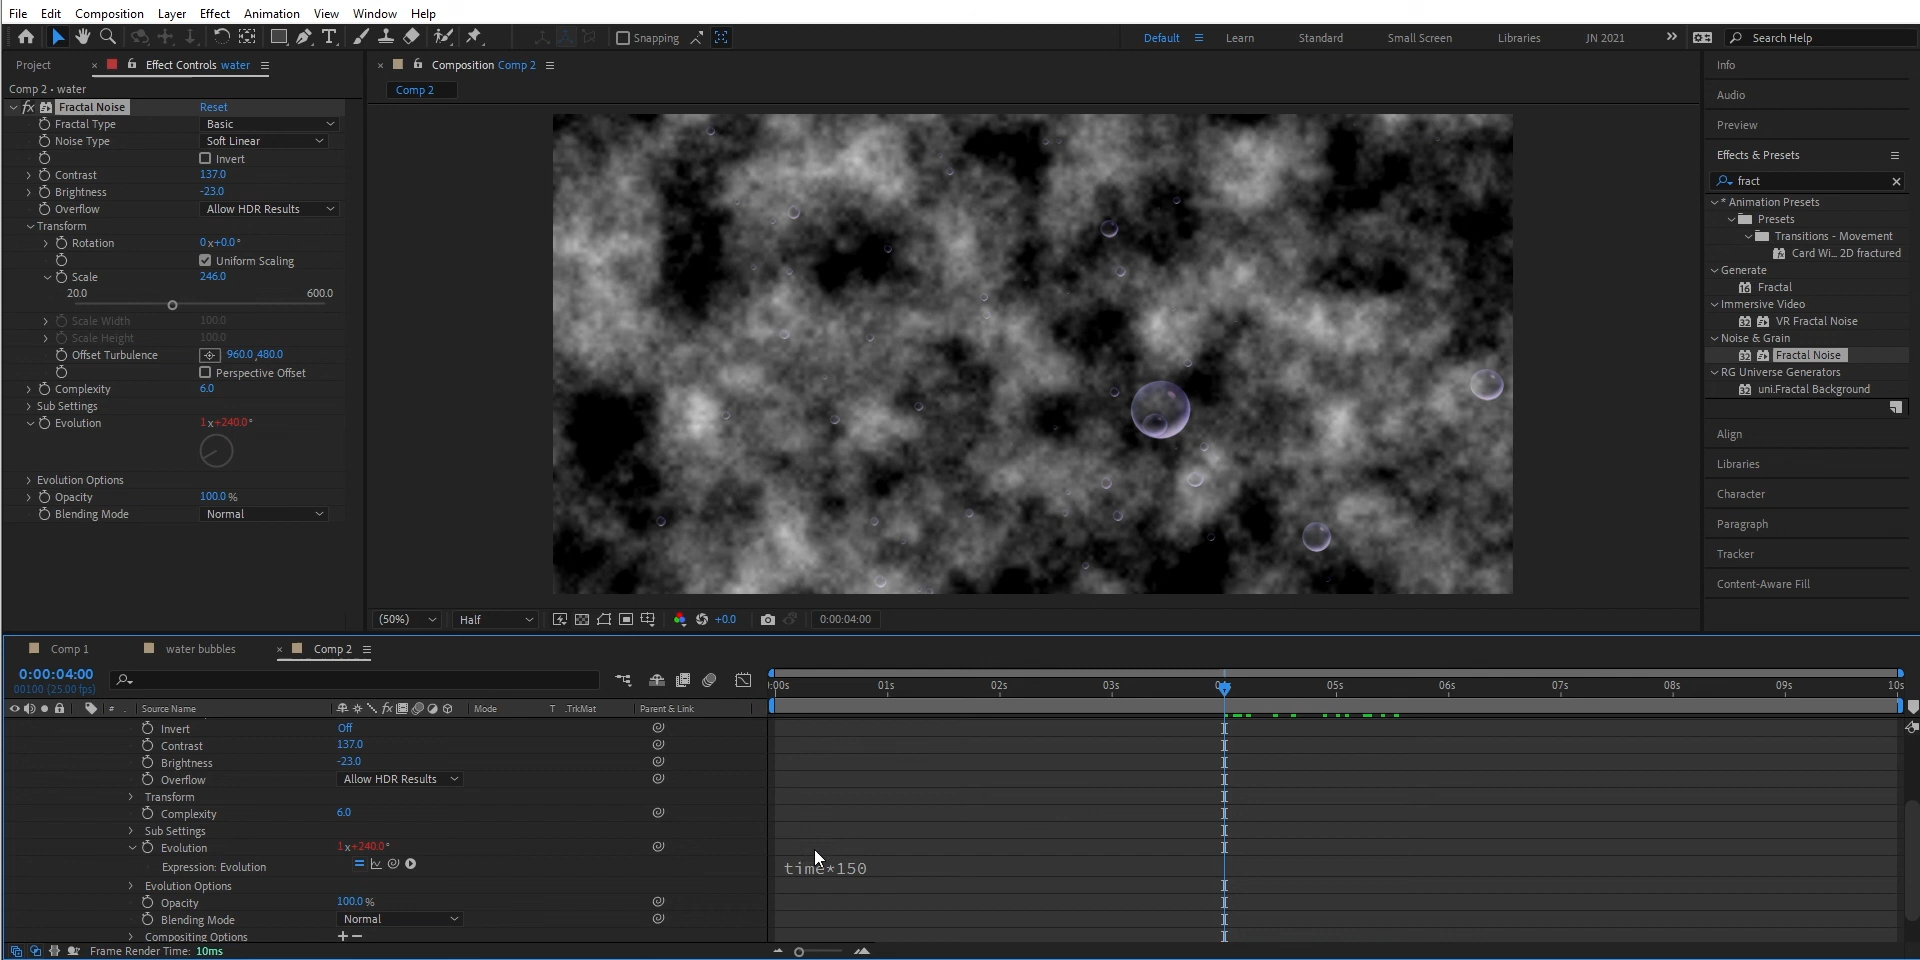 File Edit Composition Layer Effect Animation View Window Help
Snapping
Default Learn Standard Small Screen Libraries JN 2021 » Search Help
Project × Effect Controls water
Comp 2 • water
fx Fractal Noise Reset
Fractal Type Basic
Noise Type Soft Linear
Invert
Contrast 137.0
Brightness -23.0
Overflow Allow HDR Results
Transform
Rotation 0x+0.0°
Uniform Scaling
Scale 246.0
20.0 600.0
Scale Width 100.0
Scale Height 100.0
Offset Turbulence 960.0,480.0
Perspective Offset
Complexity 6.0
Sub Settings
Evolution 1x+240.0°
Evolution Options
Opacity 100.0%
Blending Mode Normal
× Composition Comp 2
Comp 2
(50%) Half +0.0 0:00:04:00
Info
Audio
Preview
Effects & Presets
fract
* Animation Presets
Presets
Transitions - Movement
Card Wi... 2D fractured
Generate
Fractal
Immersive Video
VR Fractal Noise
Noise & Grain
Fractal Noise
RG Universe Generators
uni.Fractal Background
Align
Libraries
Character
Paragraph
Tracker
Content-Aware Fill
Comp 1 water bubbles × Comp 2
0:00:04:00
00100 (25.00 fps)
:00s 01s 02s 03s 05s 06s 07s 08s 09s 10s
# Source Name Mode T .TrkMat Parent & Link
Invert Off
Contrast 137.0
Brightness -23.0
Overflow Allow HDR Results
Transform
Complexity 6.0
Sub Settings
Evolution 1x+240.0°
Expression: Evolution
time*150
Evolution Options
Opacity 100.0%
Blending Mode Normal
Compositing Options + −
Frame Render Time: 10ms